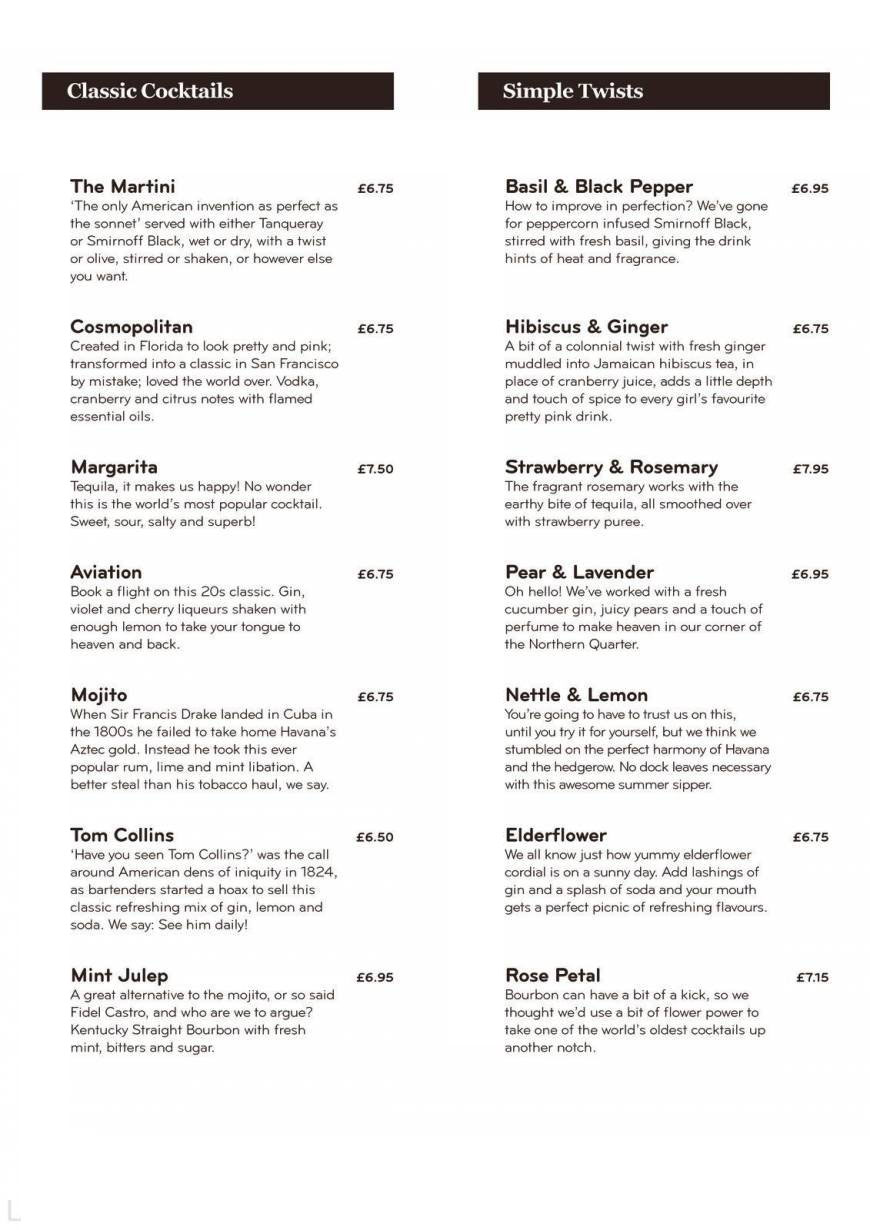 Classic Cocktails
The Martini £6.75
‘The only American invention as perfect as
the sonnet’ served with either Tanqueray
or Smirnoff Black, wet or dry, with a twist
or olive, stirred or shaken, or however else
you want.
Cosmopolitan £6.75
Created in Florida to look pretty and pink;
transformed into a classic in San Francisco
by mistake; loved the world over. Vodka,
cranberry and citrus notes with flamed
essential oils.
Margarita £7.50
Tequila, it makes us happy! No wonder
this is the world’s most popular cocktail.
Sweet, sour, salty and superb!
Aviation £6.75
Book a flight on this 20s classic. Gin,
violet and cherry liqueurs shaken with
enough lemon to take your tongue to
heaven and back.
Mojito £6.75
When Sir Francis Drake landed in Cuba in
the 1800s he failed to take home Havana’s
Aztec gold. Instead he took this ever
popular rum, lime and mint libation. A
better steal than his tobacco haul, we say.
Tom Collins £6.50
‘Have you seen Tom Collins?’ was the call
around American dens of iniquity in 1824,
as bartenders started a hoax to sell this
classic refreshing mix of gin, lemon and
soda. We say: See him daily!
Mint Julep £6.95
A great alternative to the mojito, or so said
Fidel Castro, and who are we to argue?
Kentucky Straight Bourbon with fresh
mint, bitters and sugar.
Simple Twists
Basil & Black Pepper £6.95
How to improve in perfection? We’ve gone
for peppercorn infused Smirnoff Black,
stirred with fresh basil, giving the drink
hints of heat and fragrance.
Hibiscus & Ginger £6.75
A bit of a colonnial twist with fresh ginger
muddled into Jamaican hibiscus tea, in
place of cranberry juice, adds a little depth
and touch of spice to every girl’s favourite
pretty pink drink.
Strawberry & Rosemary £7.95
The fragrant rosemary works with the
earthy bite of tequila, all smoothed over
with strawberry puree.
Pear & Lavender £6.95
Oh hello! We’ve worked with a fresh
cucumber gin, juicy pears and a touch of
perfume to make heaven in our corner of
the Northern Quarter.
Nettle & Lemon £6.75
You’re going to have to trust us on this,
until you try it for yourself, but we think we
stumbled on the perfect harmony of Havana
and the hedgerow. No dock leaves necessary
with this awesome summer sipper.
Elderflower £6.75
We all know just how yummy elderflower
cordial is on a sunny day. Add lashings of
gin and a splash of soda and your mouth
gets a perfect picnic of refreshing flavours.
Rose Petal £7.15
Bourbon can have a bit of a kick, so we
thought we’d use a bit of flower power to
take one of the world’s oldest cocktails up
another notch.
L